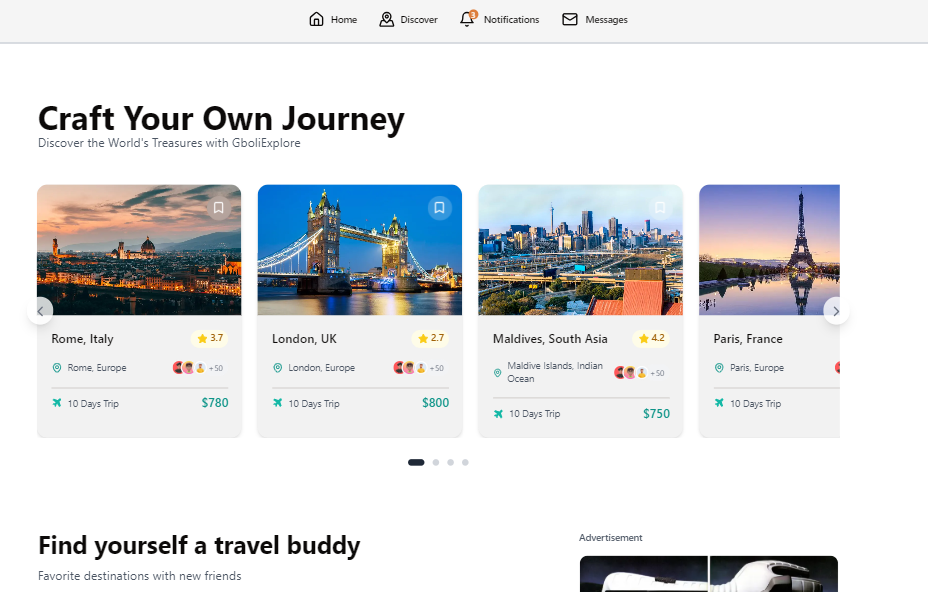 Home
Discover
3
Notifications
Messages
Craft Your Own Journey
Discover the World's Treasures with GboliExplore
Rome, Italy
3.7
Rome, Europe
+50
10 Days Trip
$780
London, UK
2.7
London, Europe
+50
10 Days Trip
$800
Maldives, South Asia
4.2
Maldive Islands, Indian
Ocean
+50
10 Days Trip
$750
Paris, France
Paris, Europe
10 Days Trip
Find yourself a travel buddy
Favorite destinations with new friends
Advertisement